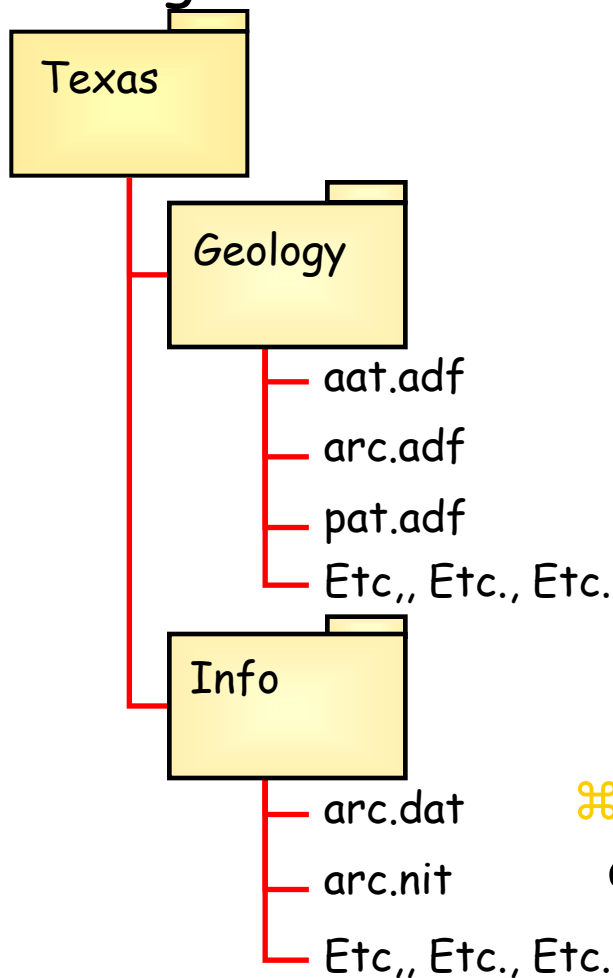 Texas
Geology
aat.adf
arc.adf
pat.adf
Etc,, Etc., Etc.
Info
arc.dat
⌘
arc.nit
Etc,, Etc., Etc.